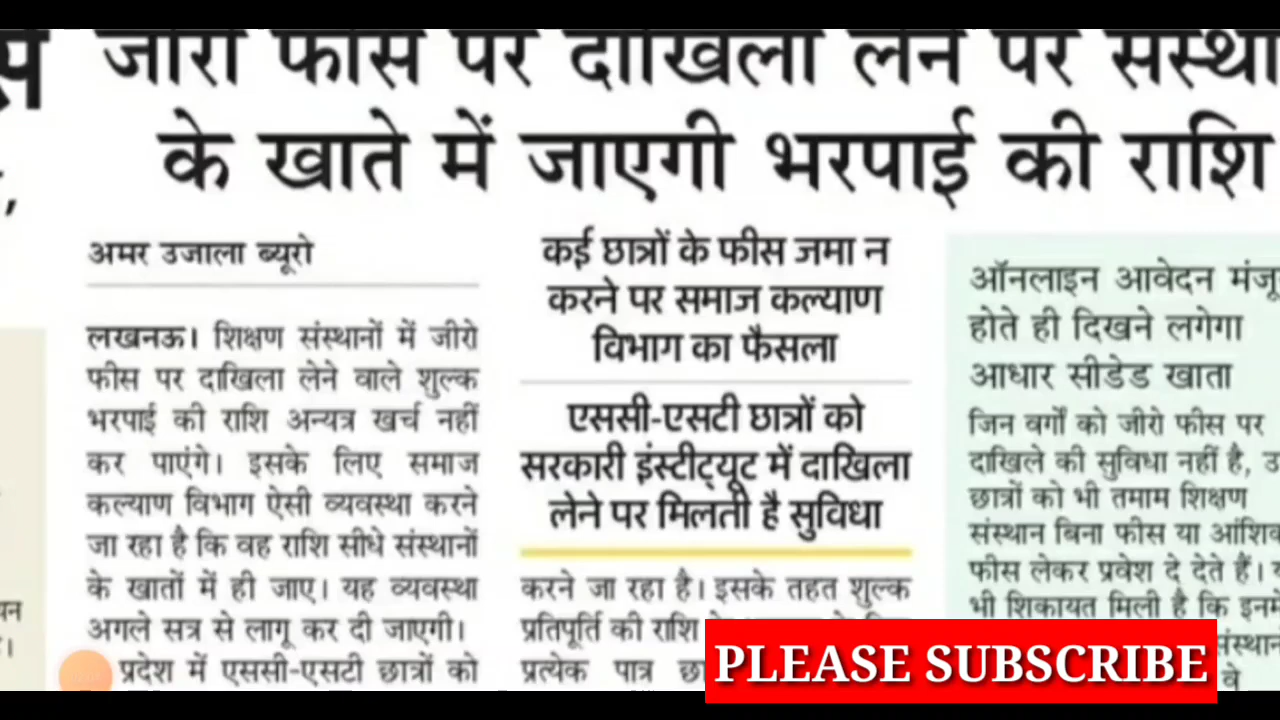 जीरो फीस पर दाखिला लेने पर संस्था
के खाते में जाएगी भरपाई की राशि
अमर उजाला ब्यूरो
लखनऊ। शिक्षण संस्थानों में जीरो
फीस पर दाखिला लेने वाले शुल्क
भरपाई की राशि अन्यत्र खर्च नहीं
कर पाएंगे। इसके लिए समाज
कल्याण विभाग ऐसी व्यवस्था करने
जा रहा है कि वह राशि सीधे संस्थानों
के खातों में ही जाए। यह व्यवस्था
अगले सत्र से लागू कर दी जाएगी।
प्रदेश में एससी-एसटी छात्रों को
कई छात्रों के फीस जमा न
करने पर समाज कल्याण
विभाग का फैसला
एससी-एसटी छात्रों को
सरकारी इंस्टीट्यूट में दाखिला
लेने पर मिलती है सुविधा
करने जा रहा है। इसके तहत शुल्क
प्रतिपूर्ति की राशि
प्रत्येक पात्र
ऑनलाइन आवेदन मंजू
होते ही दिखने लगेगा
आधार सीडेड खाता
जिन वर्गों को जीरो फीस पर
दाखिले की सुविधा नहीं है, उ
छात्रों को भी तमाम शिक्षण
संस्थान बिना फीस या आंशिक
फीस लेकर प्रवेश दे देते हैं।
भी शिकायत मिली है कि इनमें
संस्थान
वे
PLEASE SUBSCRIBE